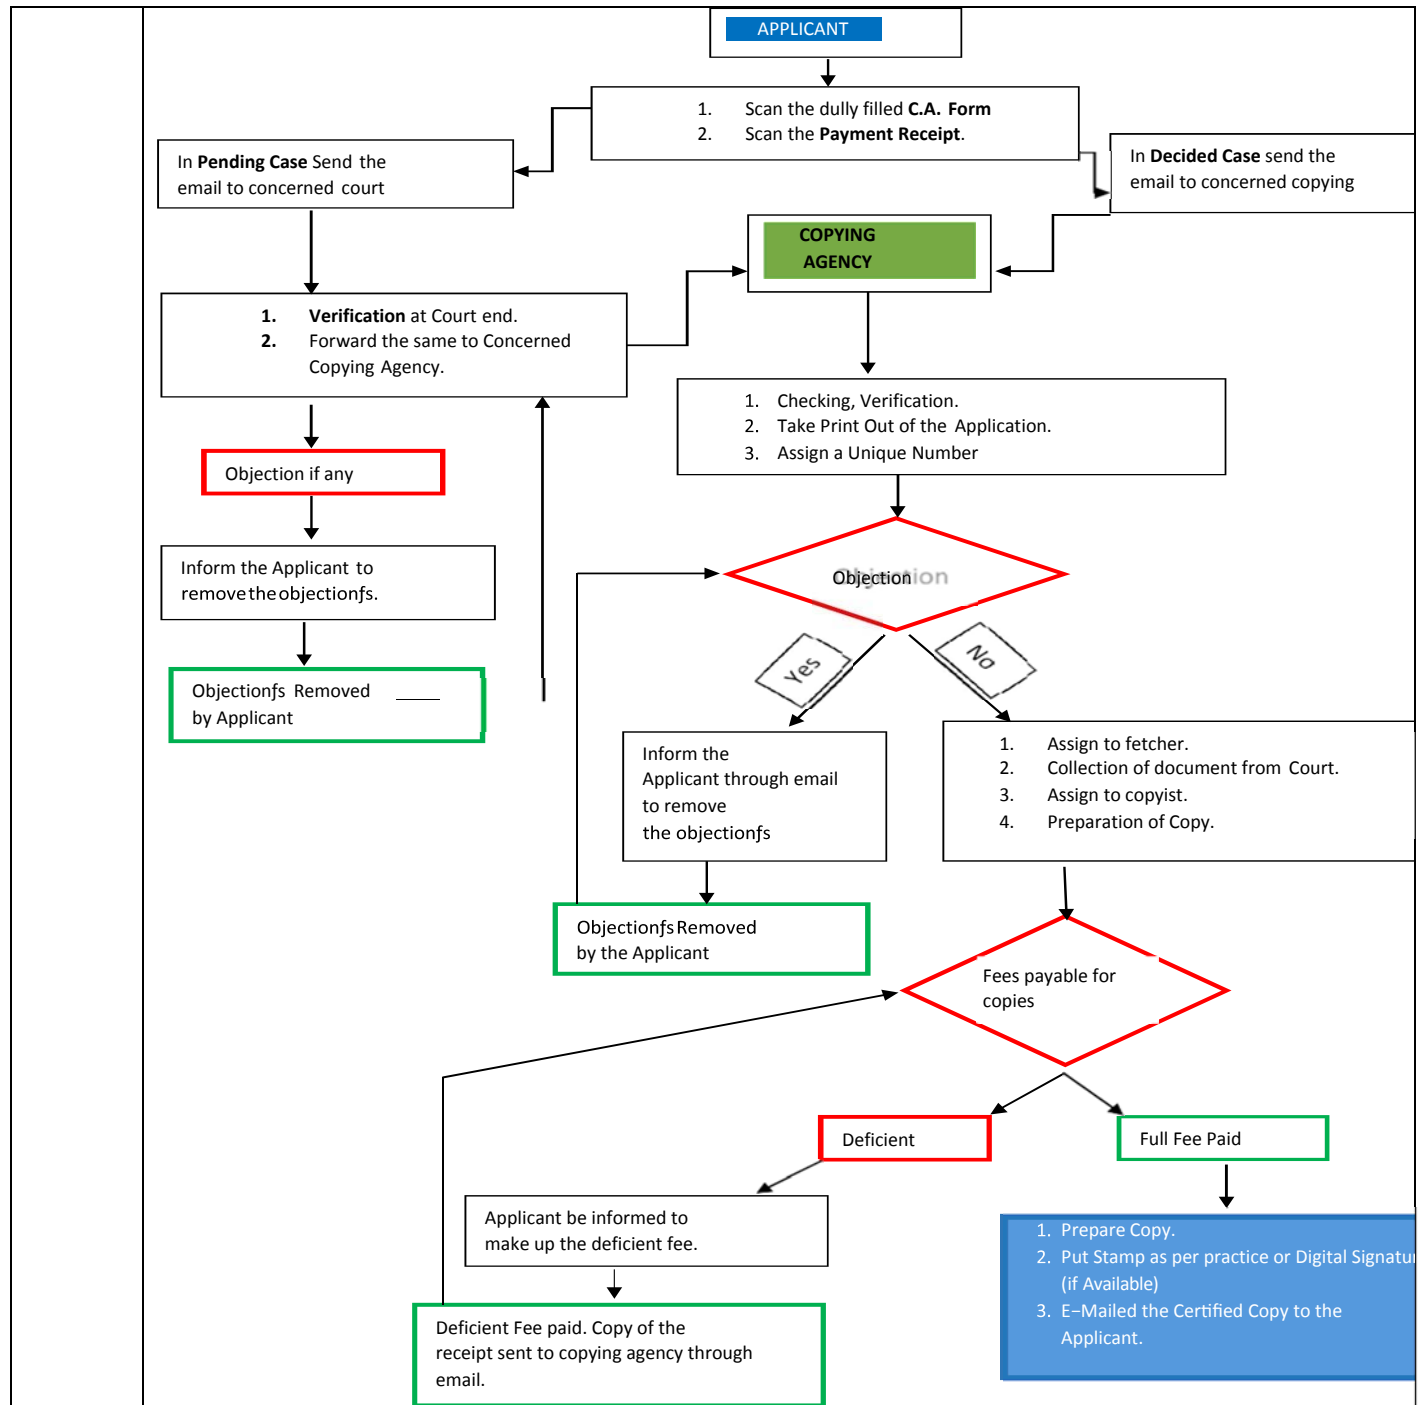 APPLICANT
1. Scan the dully filled C.A. Form
2. Scan the Payment Receipt.
In Pending Case Send the
email to concerned court
In Decided Case send the
email to concerned copying
COPYING
AGENCY
1. Verification at Court end.
2. Forward the same to Concerned
Copying Agency.
1. Checking, Verification.
2. Take Print Out of the Application.
3. Assign a Unique Number
Objection if any
Inform the Applicant to
remove the objectionƒs.
Objectionƒs Removed
by Applicant
Objection
Yes
No
Inform the
Applicant through email
to remove
the objectionƒs
1. Assign to fetcher.
2. Collection of document from Court.
3. Assign to copyist.
4. Preparation of Copy.
Objectionƒs Removed
by the Applicant
Fees payable for
copies
Deficient
Full Fee Paid
Applicant be informed to
make up the deficient fee.
1. Prepare Copy.
2. Put Stamp as per practice or Digital Signatu
(if Available)
3. E−Mailed the Certified Copy to the
Applicant.
Deficient Fee paid. Copy of the
receipt sent to copying agency through
email.